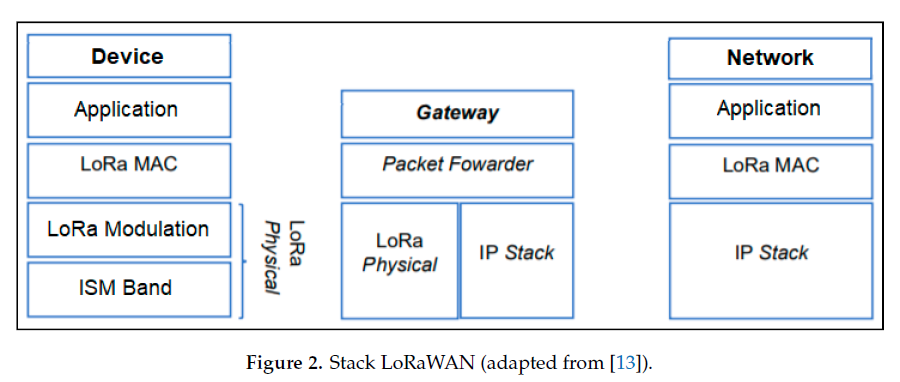 Device
Application
LoRa MAC
LoRa Modulation
ISM Band
LoRa
Physical
Gateway
Packet Fowarder
LoRa
Physical
IP Stack
Network
Application
LoRa MAC
IP Stack
Figure 2. Stack LoRaWAN (adapted from [13]).